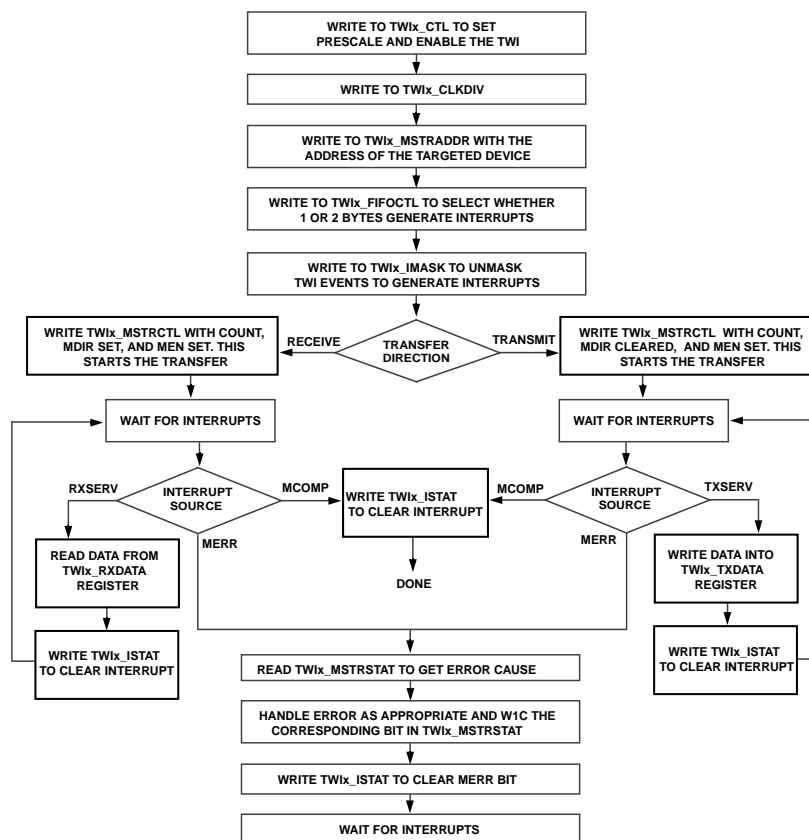 WRITE TO TWIx_CTL TO SET
PRESCALE AND ENABLE THE TWI
WRITE TO TWIx_CLKDIV
WRITE TO TWIx_MSTRADDR WITH THE
ADDRESS OF THE TARGETED DEVICE
WRITE TO TWIx_FIFOCTL TO SELECT WHETHER
1 OR 2 BYTES GENERATE INTERRUPTS
WRITE TO TWIx_IMASK TO UNMASK
TWI EVENTS TO GENERATE INTERRUPTS
WRITE TWIx_MSTRCTL WITH COUNT,
MDIR SET, AND MEN SET. THIS
STARTS THE TRANSFER
RECEIVE
TRANSFER
DIRECTION
TRANSMIT
WRITE TWIx_MSTRCTL WITH COUNT,
MDIR CLEARED, AND MEN SET. THIS
STARTS THE TRANSFER
WAIT FOR INTERRUPTS
WAIT FOR INTERRUPTS
RXSERV
INTERRUPT
SOURCE
MCOMP
MERR
WRITE TWIx_ISTAT
TO CLEAR INTERRUPT
DONE
MCOMP
INTERRUPT
SOURCE
TXSERV
MERR
READ DATA FROM
TWIx_RXDATA
REGISTER
WRITE TWIx_ISTAT
TO CLEAR INTERRUPT
WRITE DATA INTO
TWIx_TXDATA
REGISTER
WRITE TWIx_ISTAT
TO CLEAR INTERRUPT
READ TWIx_MSTRSTAT TO GET ERROR CAUSE
HANDLE ERROR AS APPROPRIATE AND W1C THE
CORRESPONDING BIT IN TWIx_MSTRSTAT
WRITE TWIx_ISTAT TO CLEAR MERR BIT
WAIT FOR INTERRUPTS